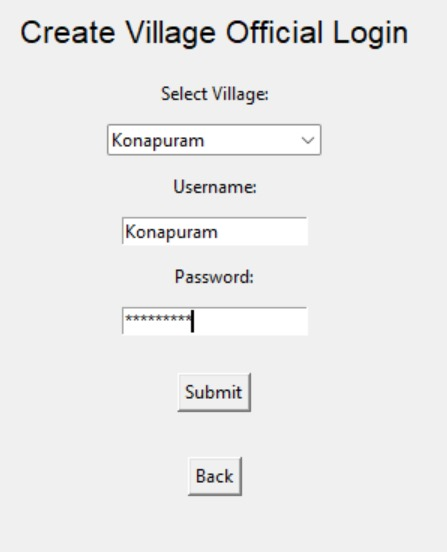 Create Village Official Login
Select Village:
Konapuram
Username:
Konapuram
Password:
*********
Submit
Back